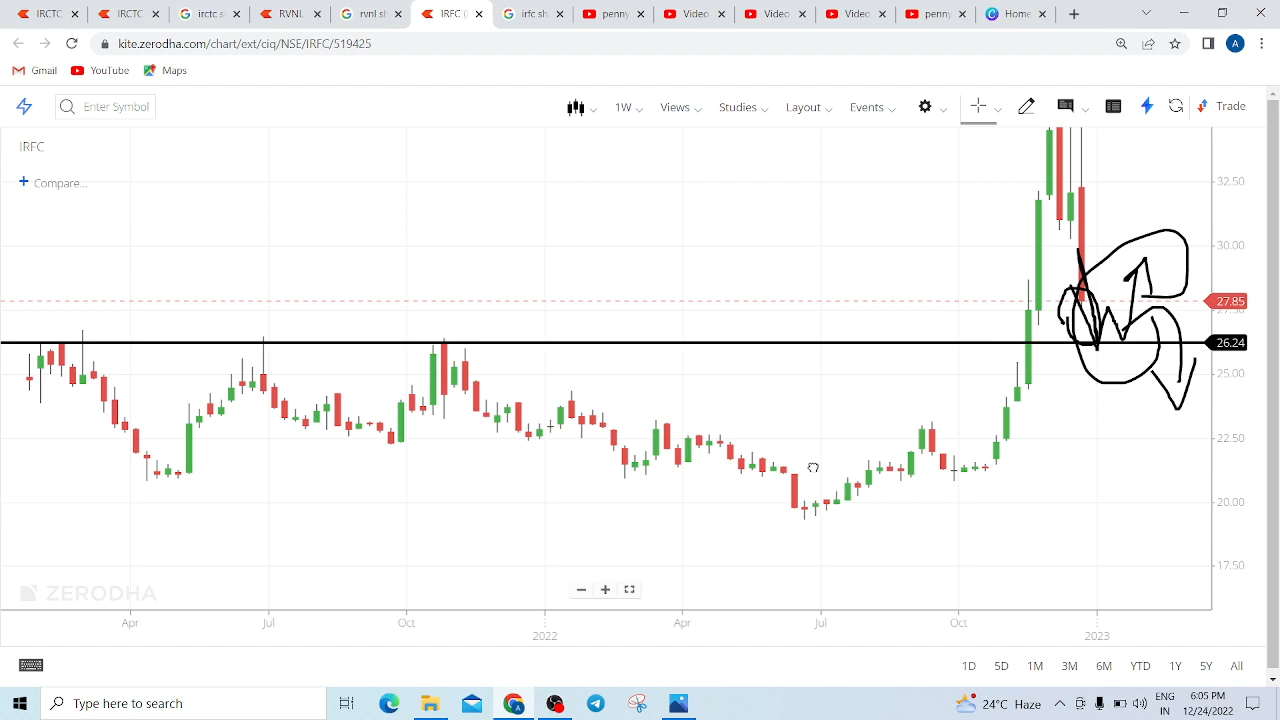 IRCTC
IRCTC
irctc s
RVNL
nnl sh
IRFC (
irfc sh
penny
Video
Video
Video
penny
Home
kite.zerodha.com/chart/ext/ciq/NSE/IRFC/519425
A
Gmail YouTube Maps
Enter Symbol 1W Views Studies Layout Events Trade
IRFC
+ Compare...
32.50
30.00
27.85
26.24
25.00
22.50
20.00
17.50
ZERODHA
Apr Jul Oct 2022 Apr Jul Oct 2023
1D 5D 1M 3M 6M YTD 1Y 5Y All
Type here to search
24°C Haze
ENG
IN
6:05 PM
12/24/2022